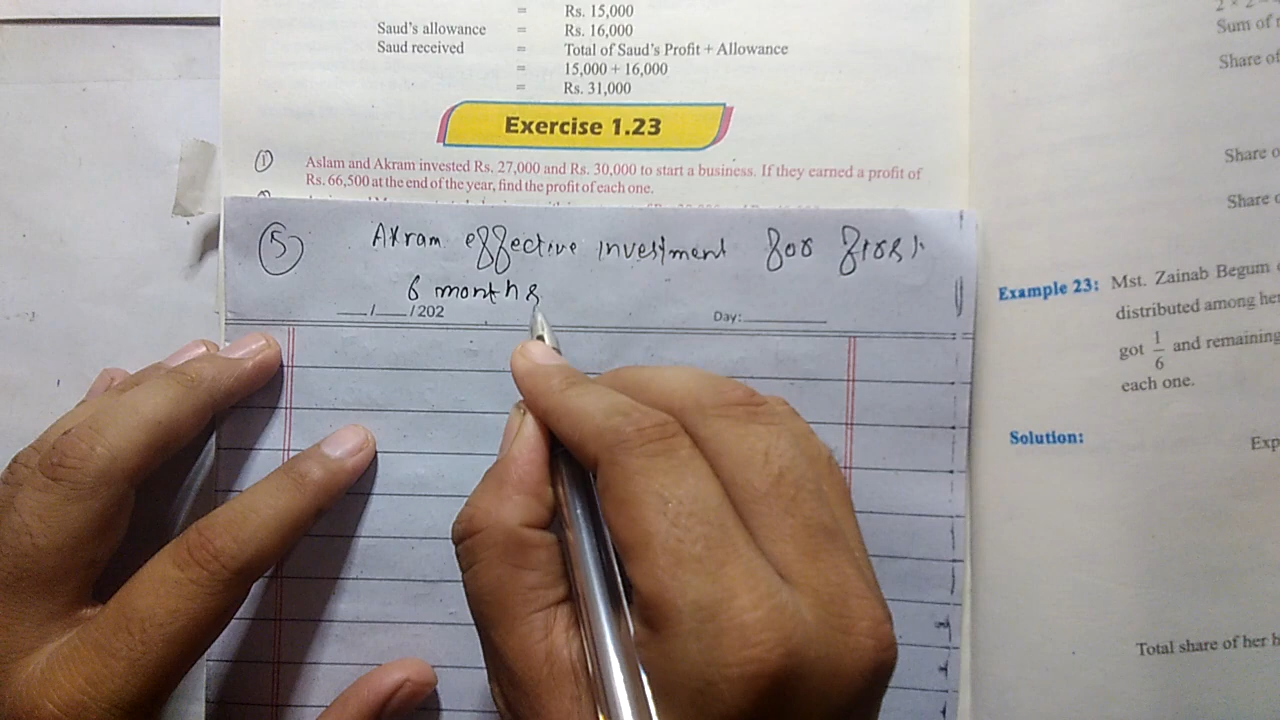 = Rs. 15,000
Saud's allowance = Rs. 16,000
Saud received = Total of Saud's Profit + Allowance
= 15,000 + 16,000
= Rs. 31,000
Exercise 1.23
① Aslam and Akram invested Rs. 27,000 and Rs. 30,000 to start a business. If they earned a profit of
Rs. 66,500 at the end of the year, find the profit of each one.
⑤ Akram effective investment for first
6 months
__/__/202 Day:
Sum of
Share of
Share o
Share o
Example 23: Mst. Zainab Begum
distributed among her
got 1/6 and remaining
each one.
Solution:
Exp
Total share of her h